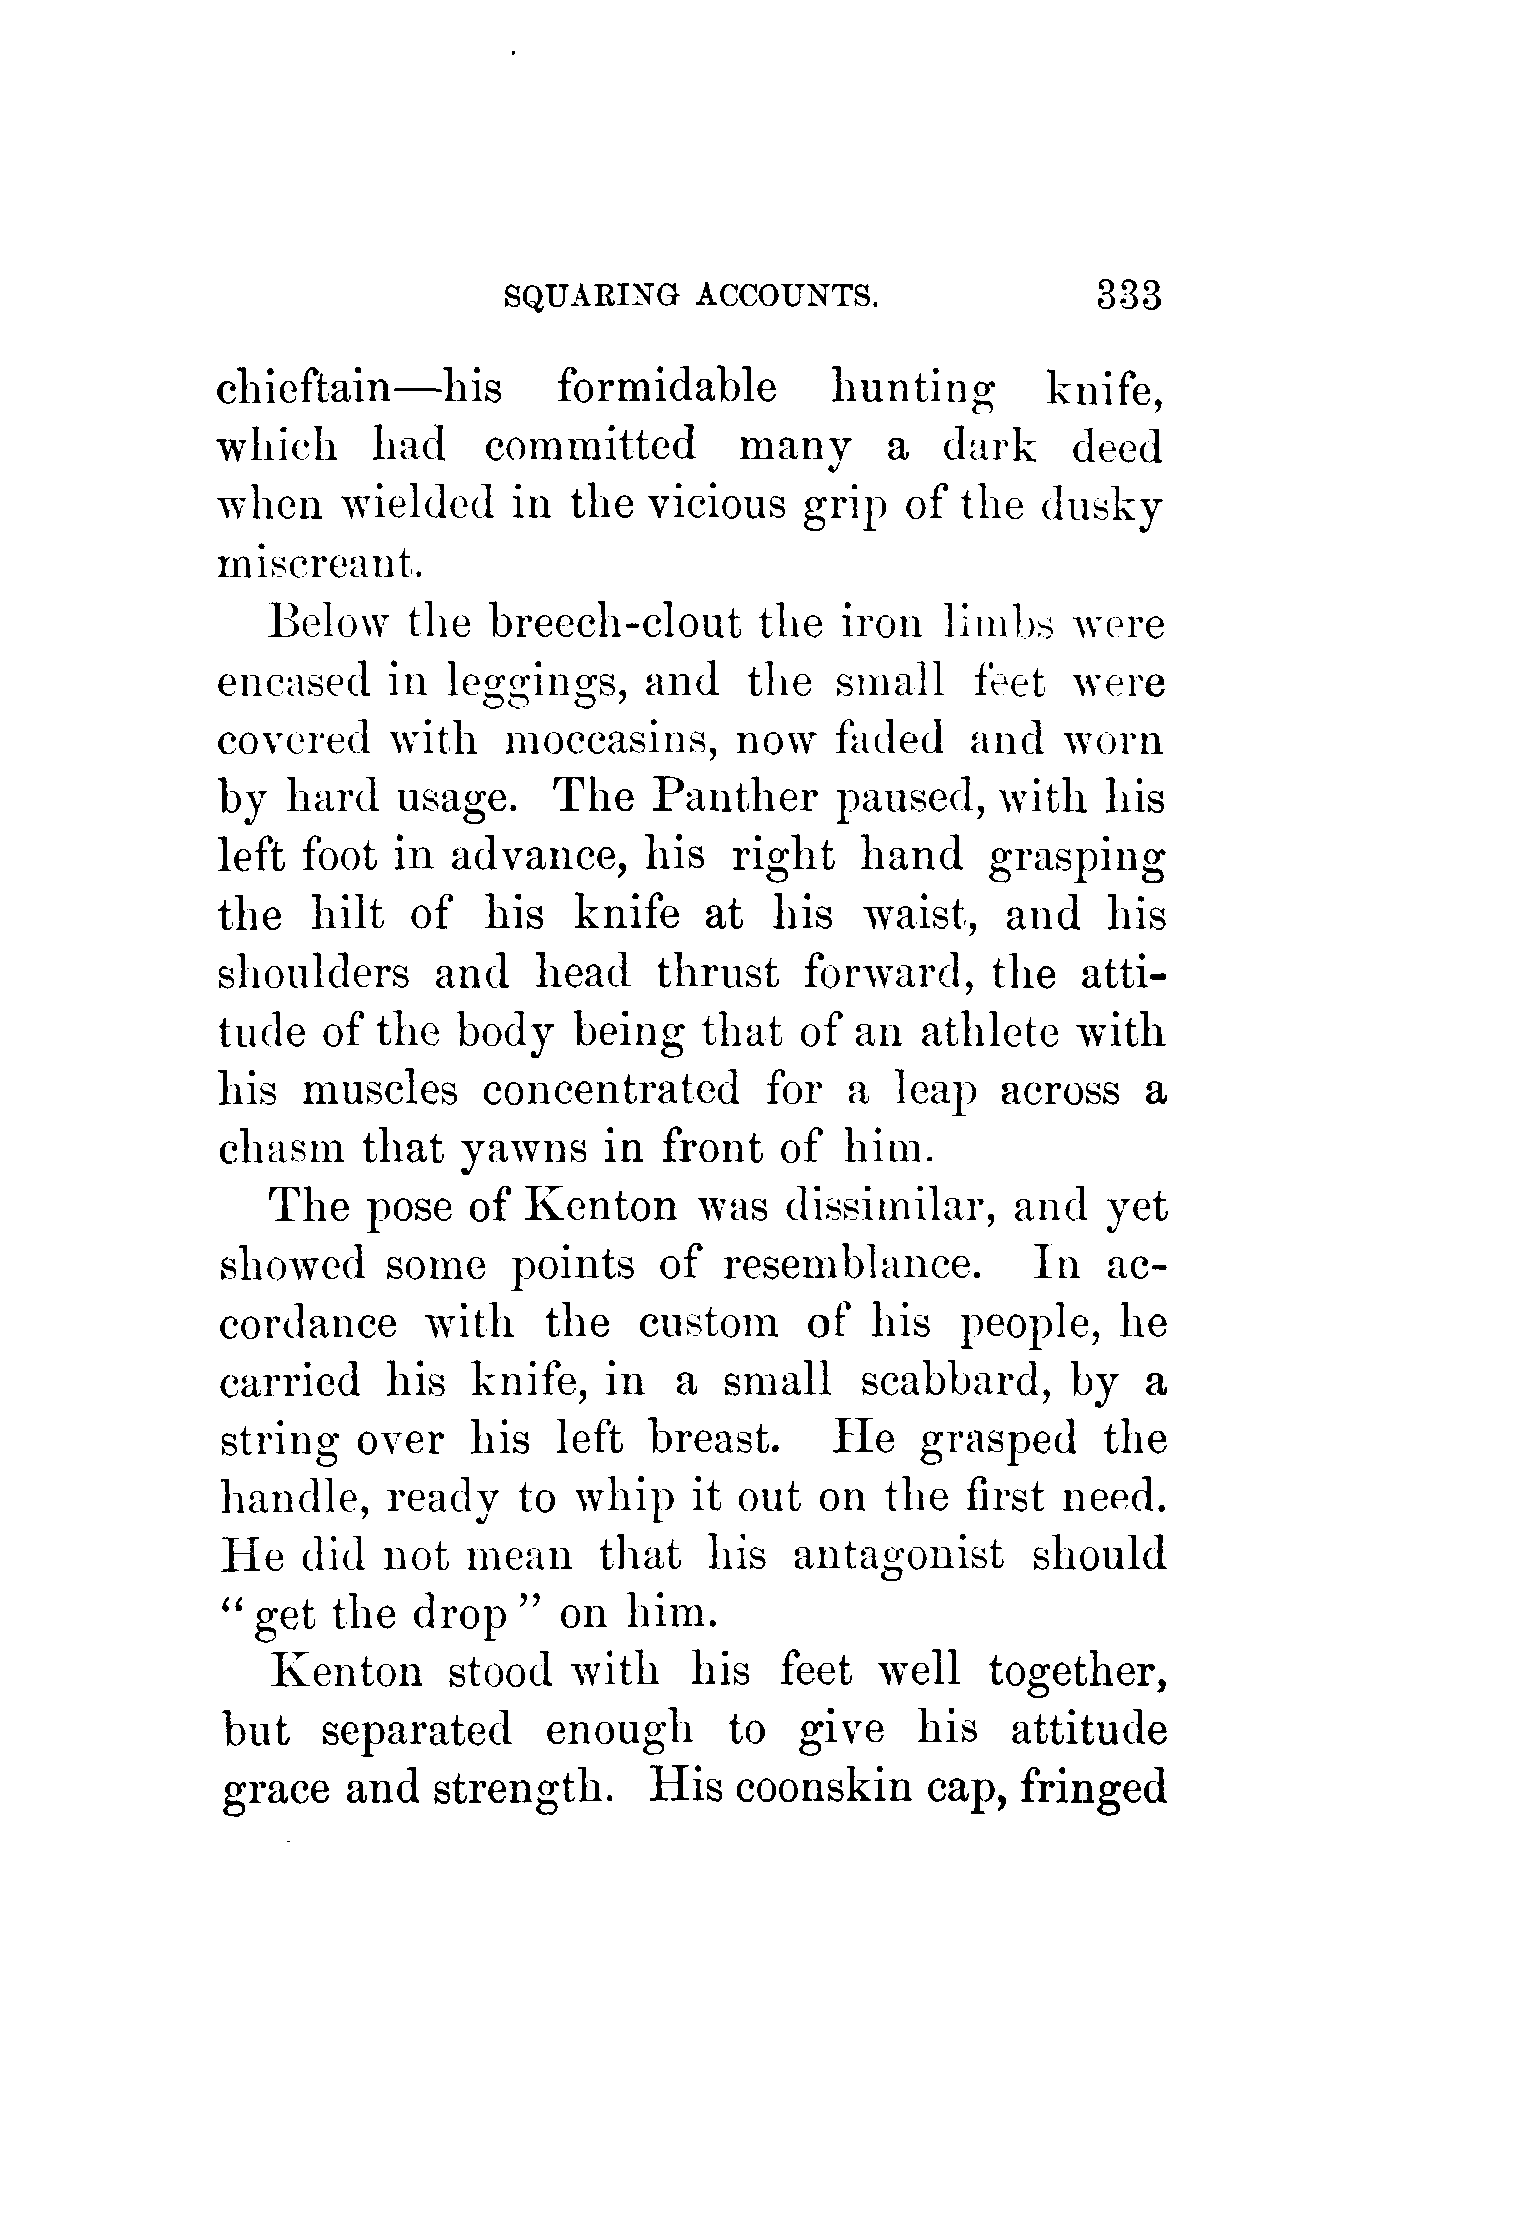 SQUARING ACCOUNTS. 333
chieftain—his formidable hunting knife,
which had committed many a dark deed
when wielded in the vicious grip of the dusky
miscreant.
Below the breech-clout the iron limbs were
encased in leggings, and the small feet were
covered with moccasins, now faded and worn
by hard usage. The Panther paused, with his
left foot in advance, his right hand grasping
the hilt of his knife at his waist, and his
shoulders and head thrust forward, the atti-
tude of the body being that of an athlete with
his muscles concentrated for a leap across a
chasm that yawns in front of him.
The pose of Kenton was dissimilar, and yet
showed some points of resemblance. In ac-
cordance with the custom of his people, he
carried his knife, in a small scabbard, by a
string over his left breast. He grasped the
handle, ready to whip it out on the first need.
He did not mean that his antagonist should
“ get the drop ” on him.
Kenton stood with his feet well together,
but separated enough to give his attitude
grace and strength. His coonskin cap, fringed